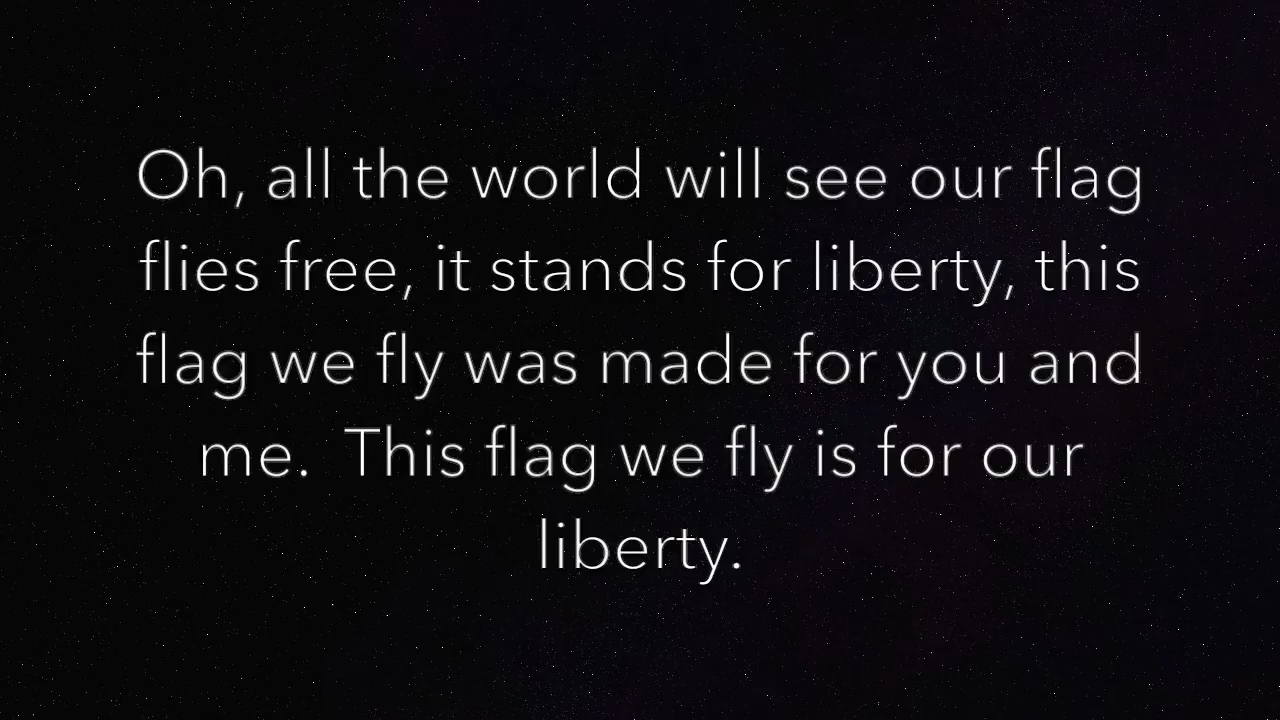 Oh, all the world will see our flag
flies free, it stands for liberty, this
flag we fly was made for you and
me.  This flag we fly is for our
liberty.